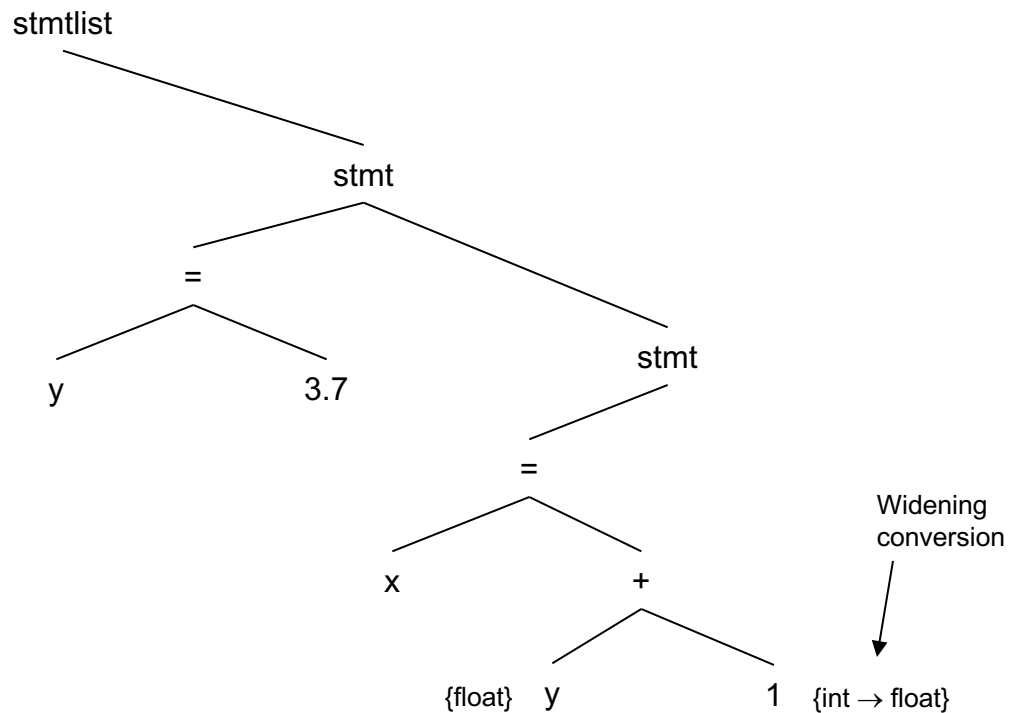 stmtlist
stmt
=
y
3.7
stmt
=
Widening
conversion
x
+
{float} y
1 {int → float}